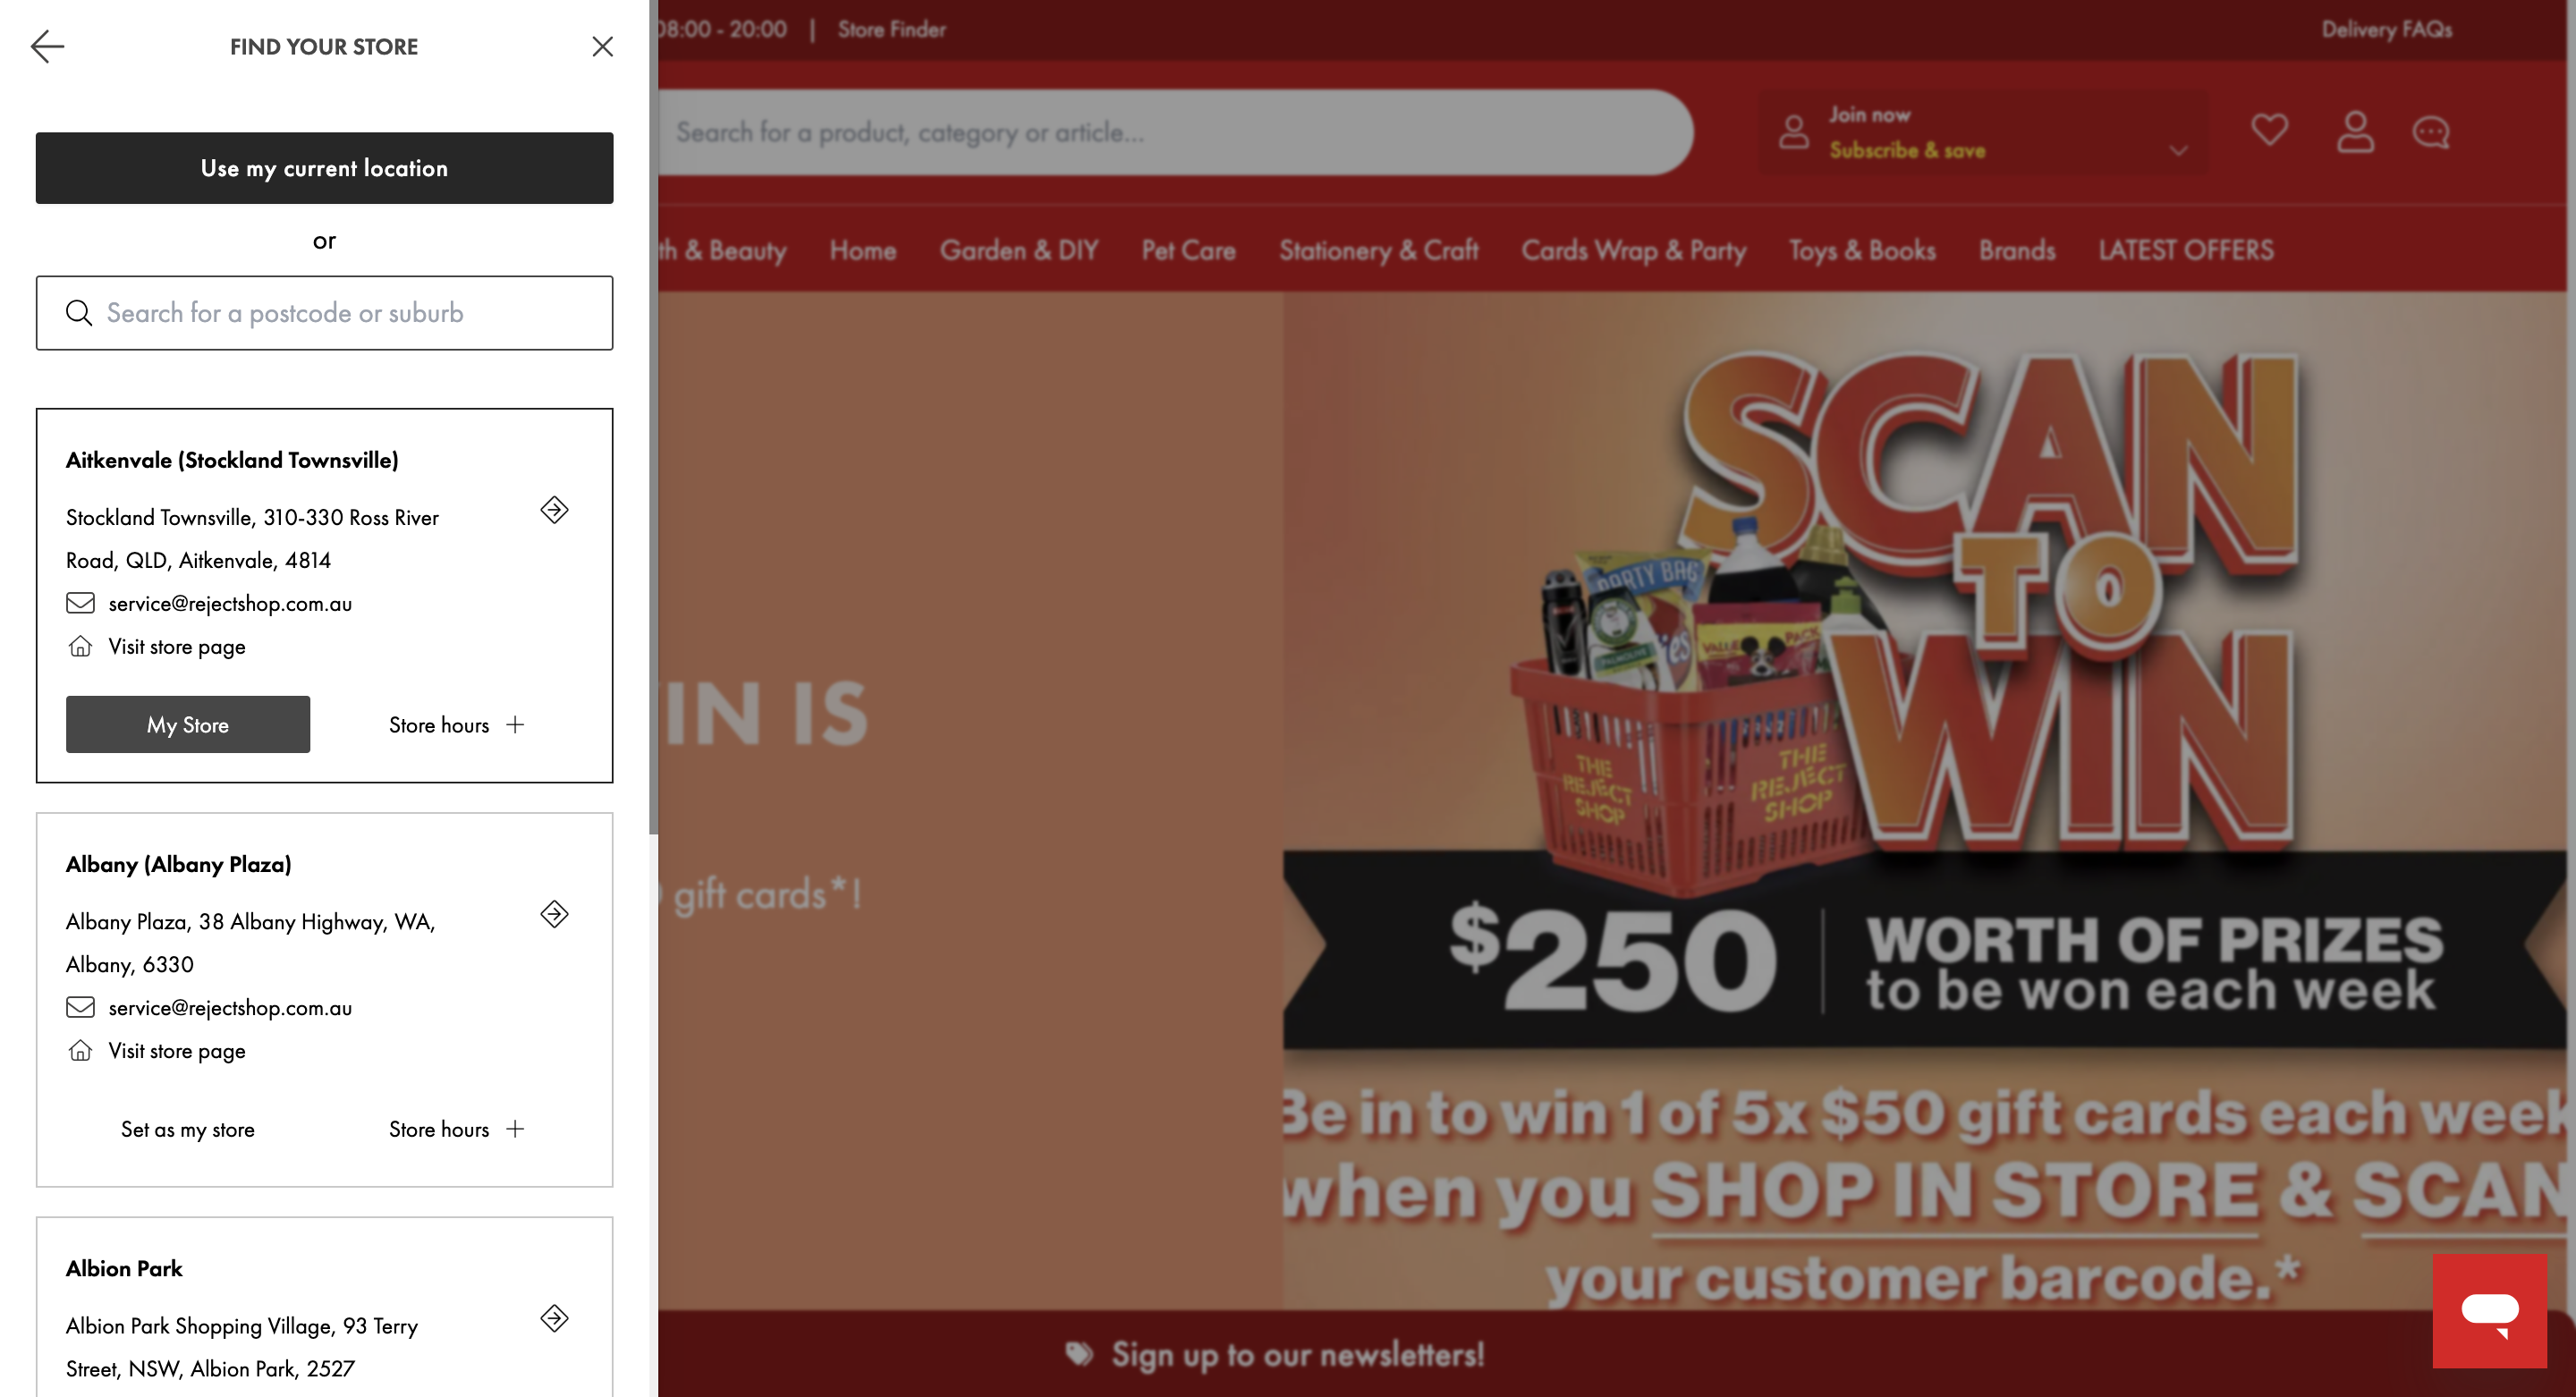 FIND YOUR STORE
Use my current location
or
Search for a postcode or suburb
Aitkenvale (Stockland Townsville)
Stockland Townsville, 310-330 Ross River
Road, QLD, Aitkenvale, 4814
service@rejectshop.com.au
Visit store page
My Store
Store hours
Albany (Albany Plaza)
Albany Plaza, 38 Albany Highway, WA,
Albany, 6330
service@rejectshop.com.au
Visit store page
Set as my store
Store hours
Albion Park
Albion Park Shopping Village, 93 Terry
Street, NSW, Albion Park, 2527
08:00 - 20:00 | Store Finder
Delivery FAQs
Search for a product, category or article...
Join now
Subscribe & save
th & Beauty
Home
Garden & DIY
Pet Care
Stationery & Craft
Cards Wrap & Party
Toys & Books
Brands
LATEST OFFERS
IN IS
gift cards*!
SCAN
TO
WIN
PARTY BAG
PALMOLIVE
VALUE PACK
THE
REJECT
SHOP
THE
REJECT
SHOP
$250
WORTH OF PRIZES
to be won each week
Be in to win 1 of 5x $50 gift cards each week
when you SHOP IN STORE & SCAN
your customer barcode.*
Sign up to our newsletters!